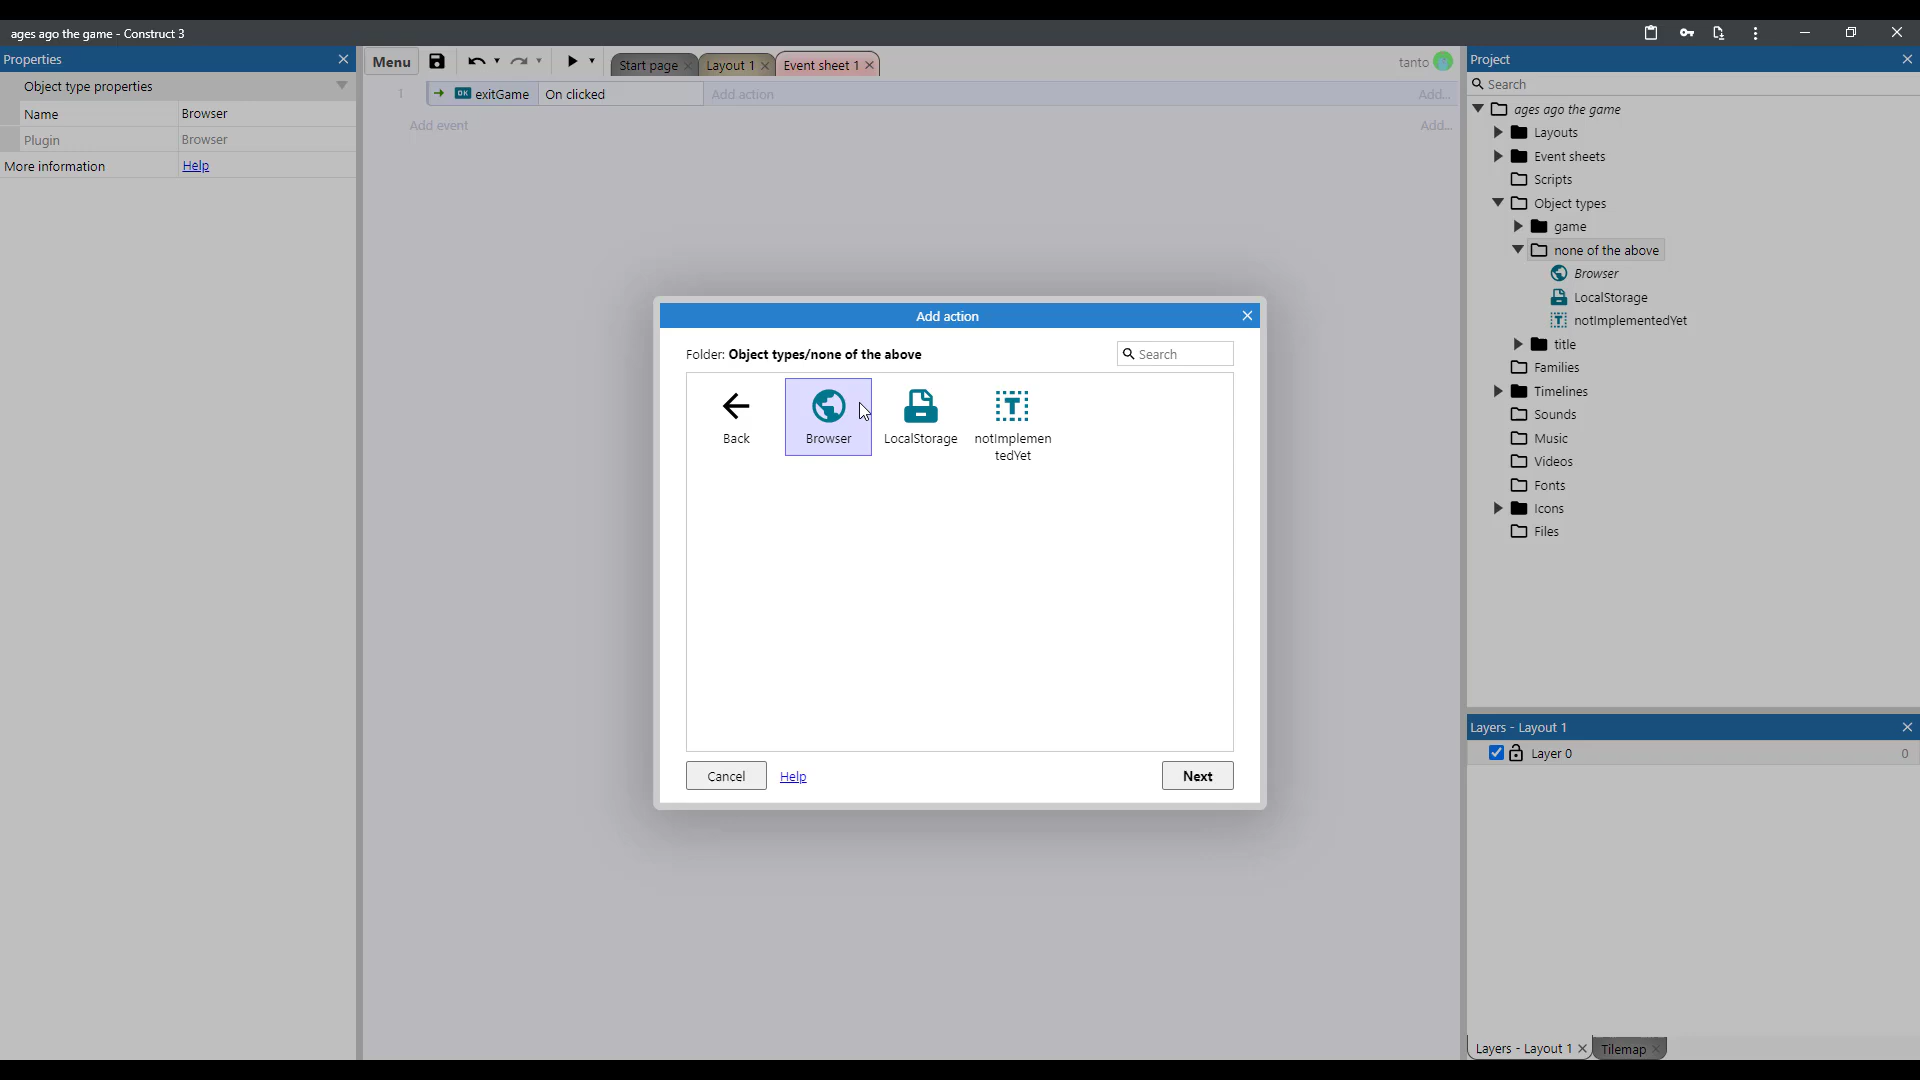 ages ago the game - Construct 3
Properties
Object type properties
Name Browser
Plugin Browser
More information Help
Menu
Start page
Layout 1
Event sheet 1
tanto
1 OK exitGame On clicked Add action Add...
Add event Add...
Add action
Folder: Object types/none of the above
Search
Back
Browser
LocalStorage
notImplemen
tedYet
Cancel
Help
Next
Project
Search
ages ago the game
Layouts
Event sheets
Scripts
Object types
game
none of the above
Browser
LocalStorage
notImplementedYet
title
Families
Timelines
Sounds
Music
Videos
Fonts
Icons
Files
Layers - Layout 1
Layer 0 0
Layers - Layout 1
Tilemap